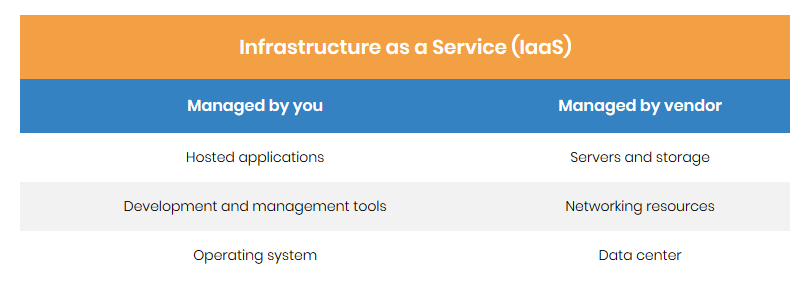 Infrastructure as a Service (IaaS)
Managed by you Managed by vendor
Hosted applications Servers and storage
Development and management tools Networking resources
Operating system Data center